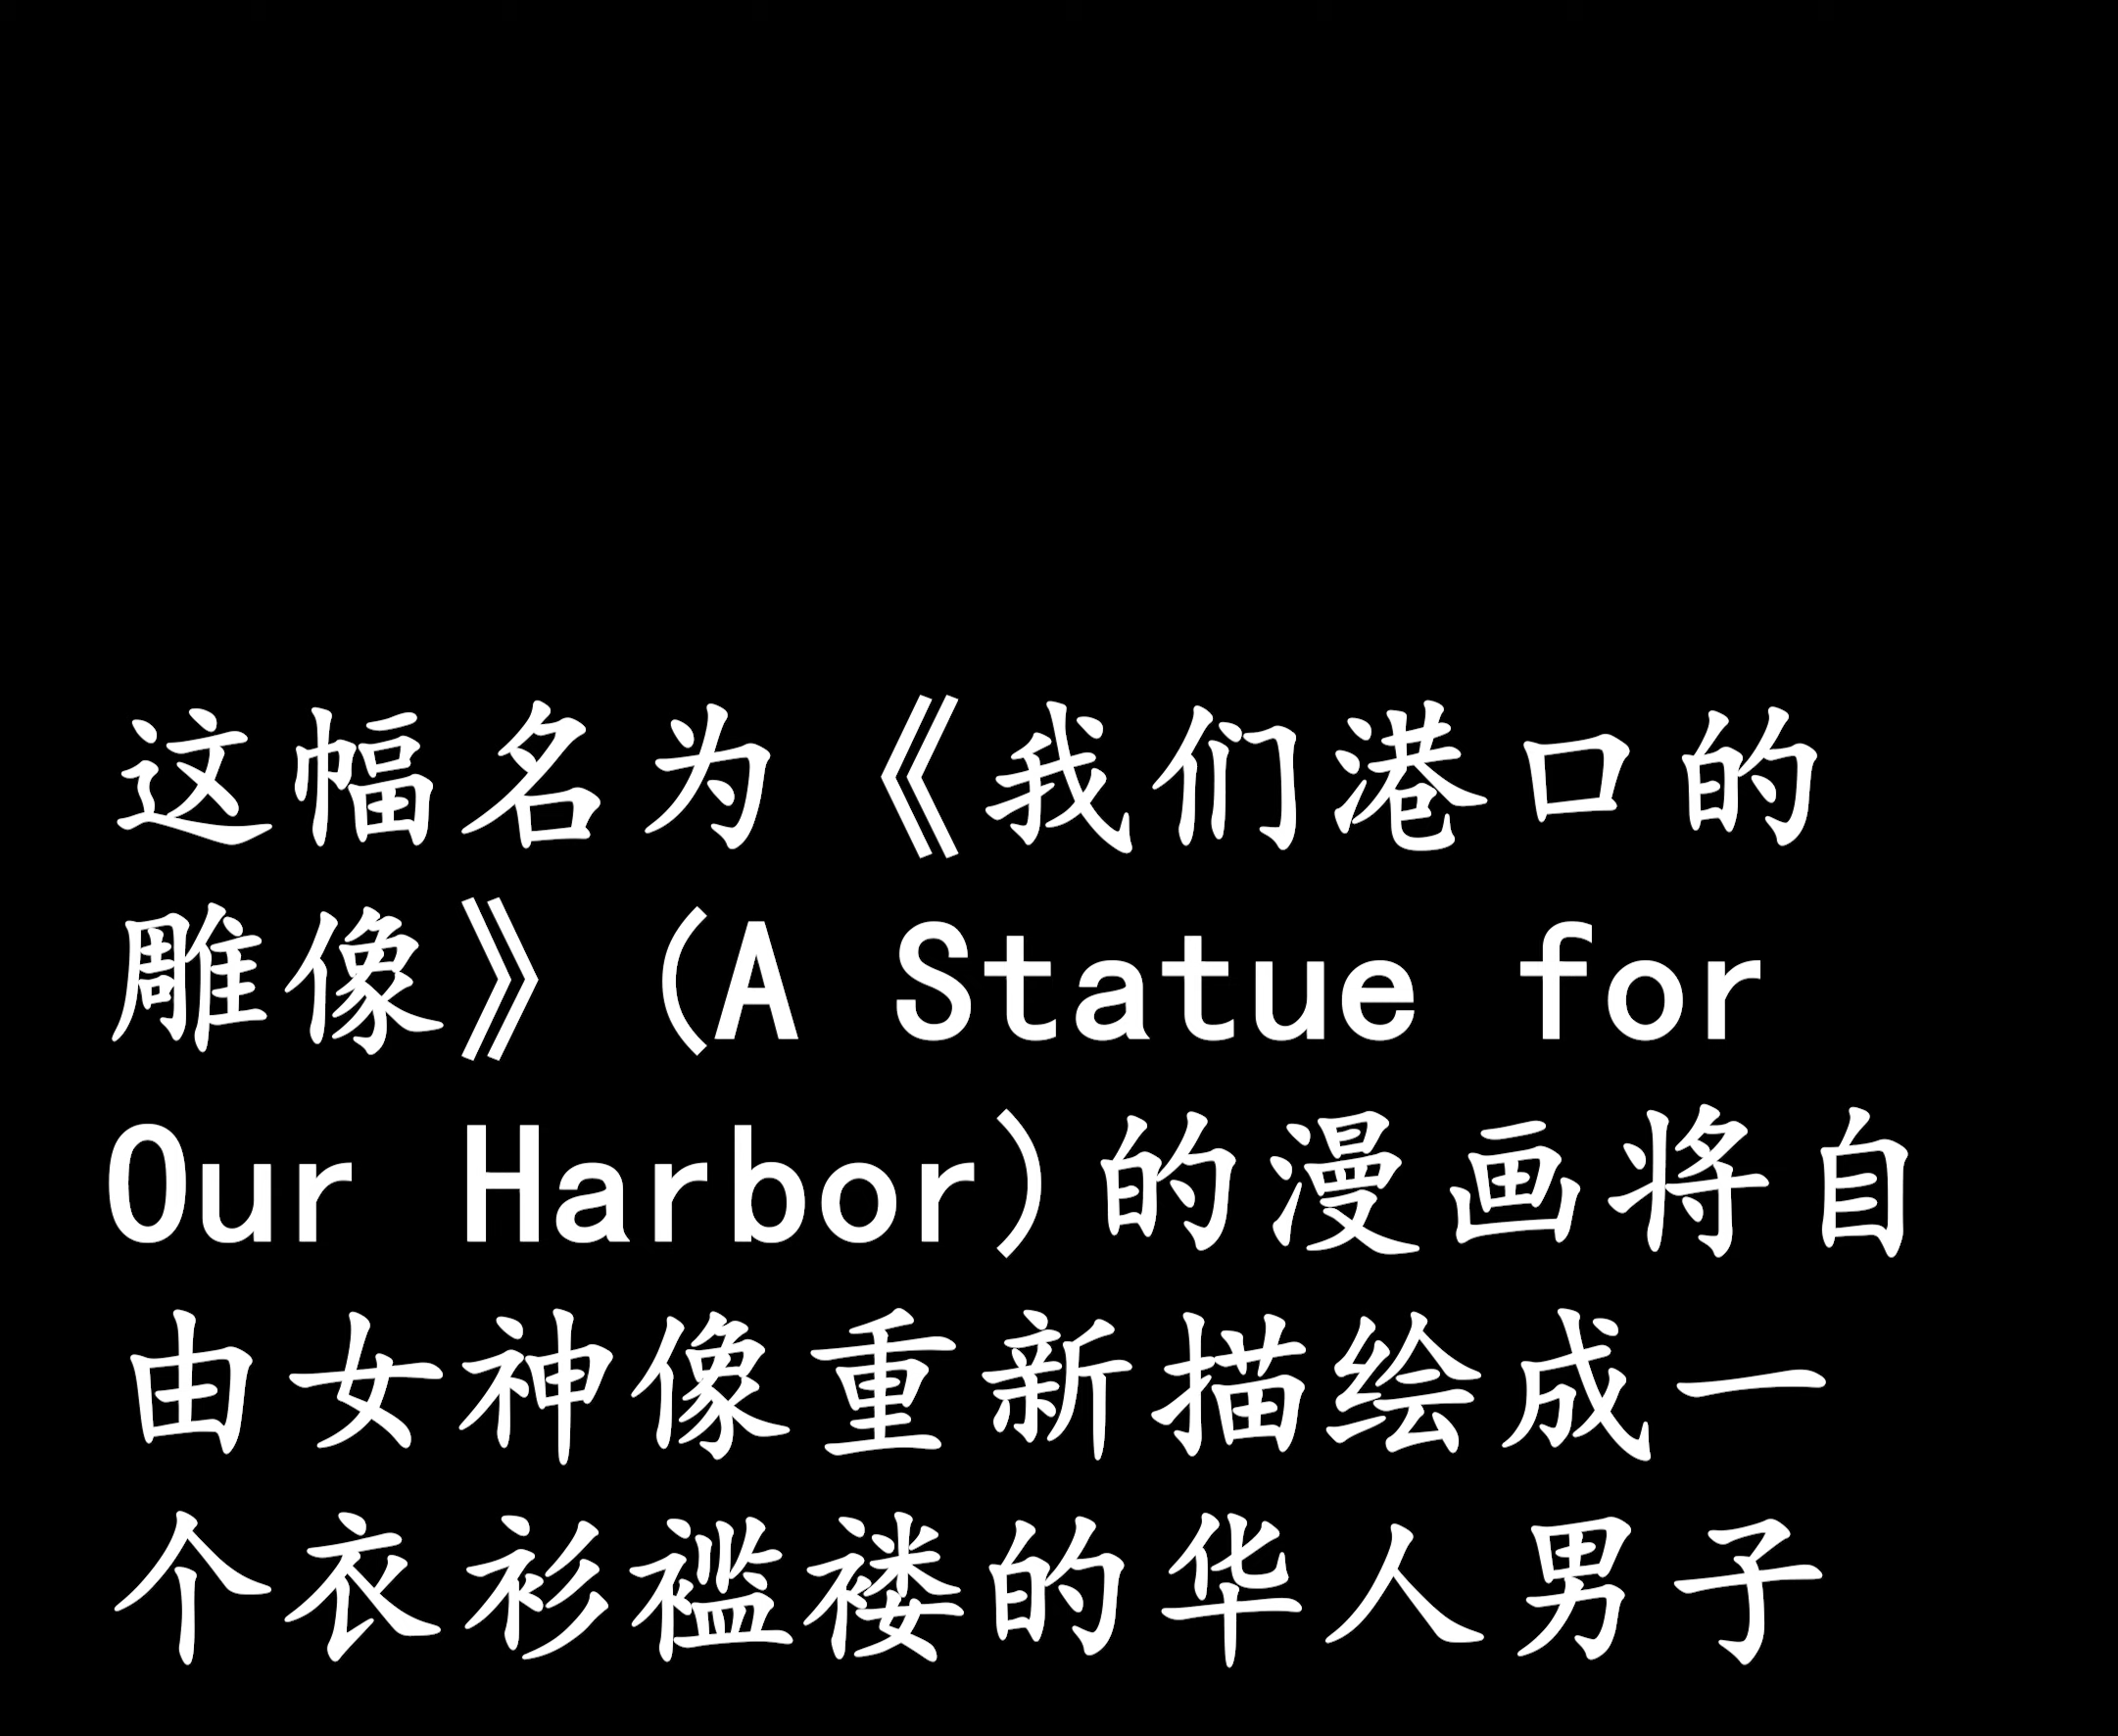 这幅名为《我们港口的
雕像》(A Statue for
Our Harbor)的漫画将自
由女神像重新描绘成一
个衣衫褴褛的华人男子